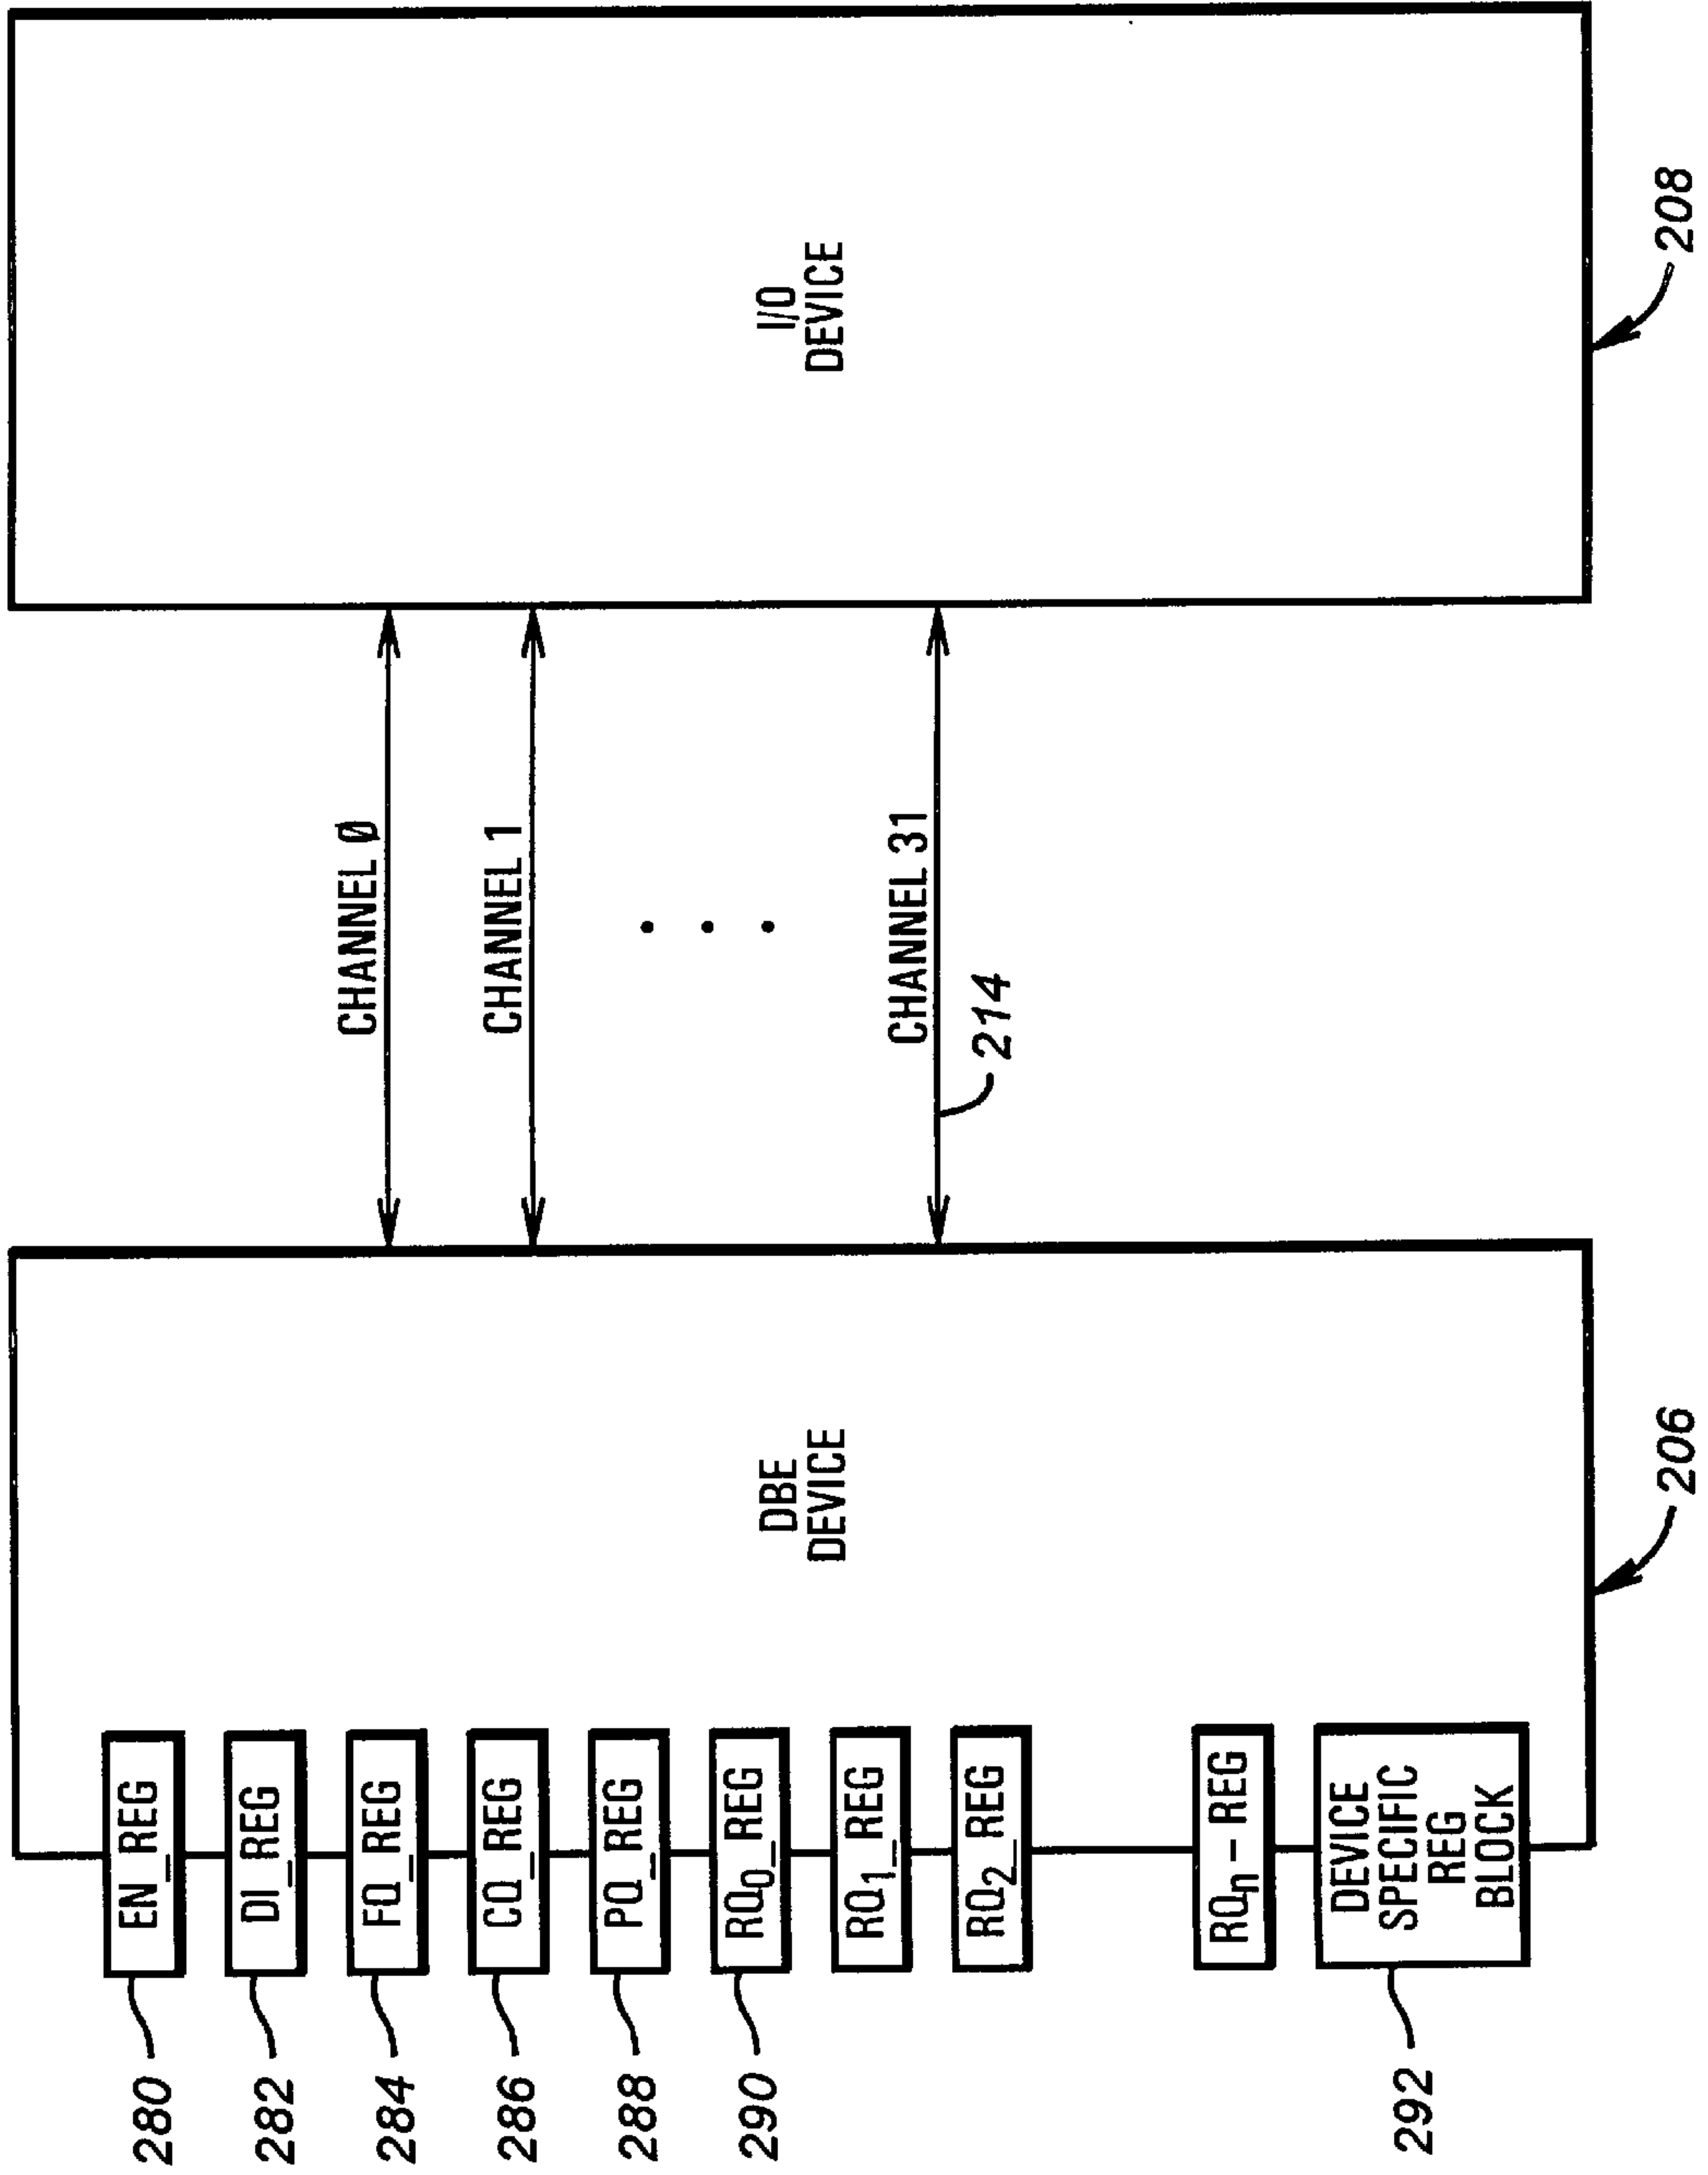 280
EN_REG
282
DI_REG
284
FQ_REG
286
CQ_REG
288
PQ_REG
290
RQ0_REG
RQ1_REG
RQ2_REG
RQn-REG
292
DEVICE
SPECIFIC
REG
BLOCK
DBE
DEVICE
206
CHANNEL Ø
CHANNEL 1
CHANNEL 31
214
I/O
DEVICE
208